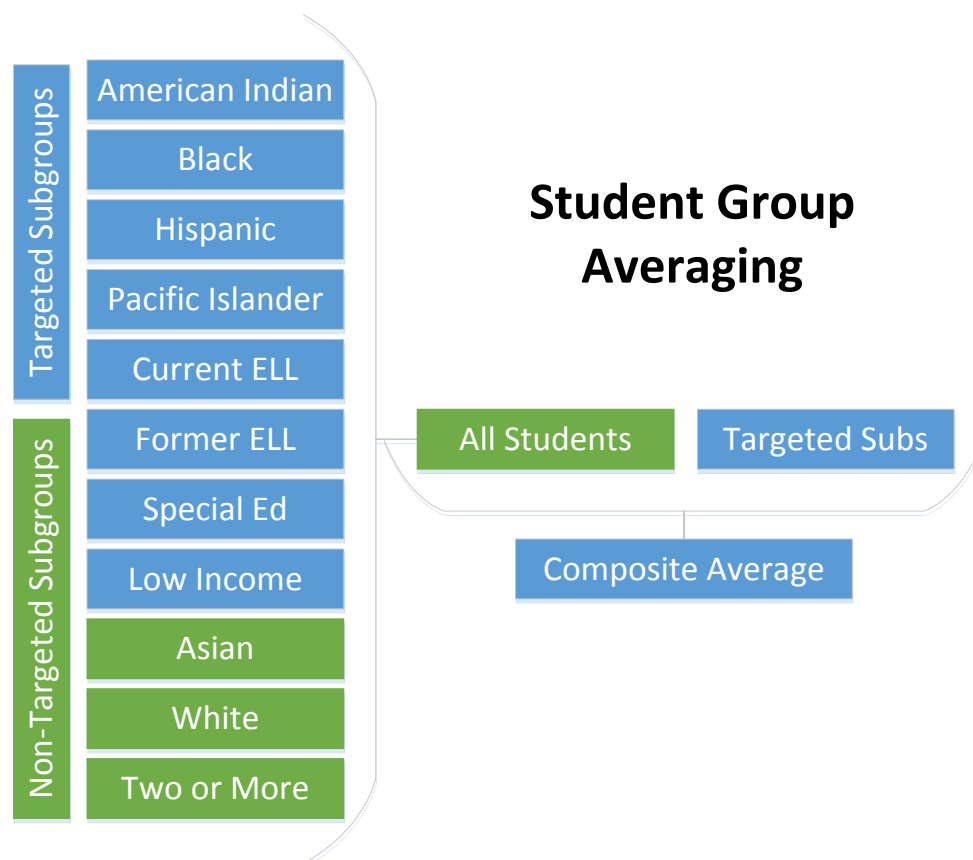 Targeted Subgroups
Non-Targeted Subgroups
American Indian
Black
Hispanic
Pacific Islander
Current ELL
Former ELL
Special Ed
Low Income
Asian
White
Two or More
Student Group
Averaging
All Students
Targeted Subs
Composite Average